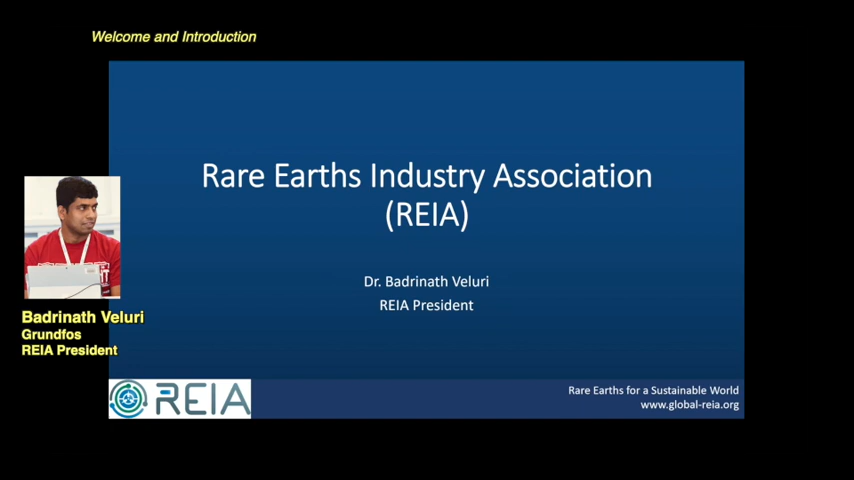 Welcome and Introduction
Rare Earths Industry Association
(REIA)
Dr. Badrinath Veluri
REIA President
Badrinath Veluri
Grundfos
REIA President
REIA
Rare Earths for a Sustainable World
www.global-reia.org